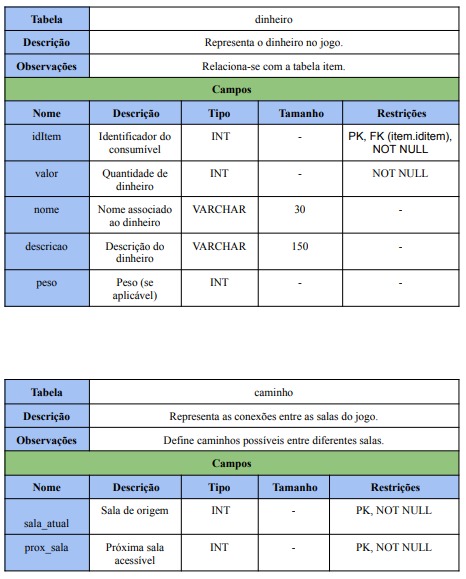 Tabela dinheiro
Descrição Representa o dinheiro no jogo.
Observações Relaciona-se com a tabela item.
Campos
Nome Descrição Tipo Tamanho Restrições
idItem Identificador do consumível INT - PK, FK (item.iditem), NOT NULL
valor Quantidade de dinheiro INT - NOT NULL
nome Nome associado ao dinheiro VARCHAR 30 -
descricao Descrição do dinheiro VARCHAR 150 -
peso Peso (se aplicável) INT - -
Tabela caminho
Descrição Representa as conexões entre as salas do jogo.
Observações Define caminhos possíveis entre diferentes salas.
Campos
Nome Descrição Tipo Tamanho Restrições
sala_atual Sala de origem INT - PK, NOT NULL
prox_sala Próxima sala acessível INT - PK, NOT NULL